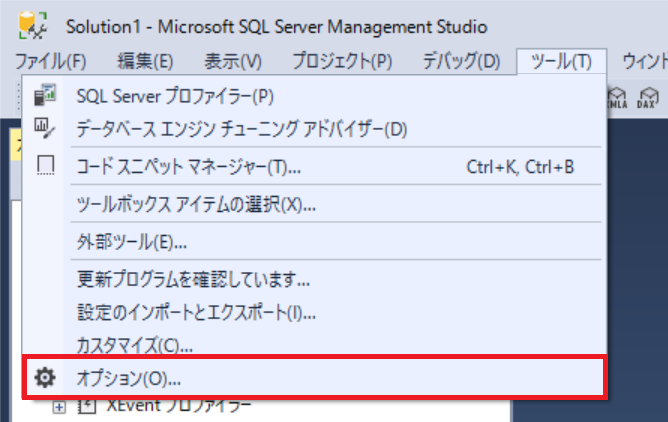 Solution1 - Microsoft SQL Server Management Studio
ファイル(F) 編集(E) 表示(V) プロジェクト(P) デバッグ(D) ツール(T) ウィント
SQL Server プロファイラー(P)
データベース エンジン チューニング アドバイザー(D)
コード スニペット マネージャー(T)... Ctrl+K, Ctrl+B
ツールボックス アイテムの選択(X)...
外部ツール(E)...
更新プログラムを確認しています...
設定のインポートとエクスポート(I)...
カスタマイズ(C)...
オプション(O)...
XEvent プロファイラー
DAX